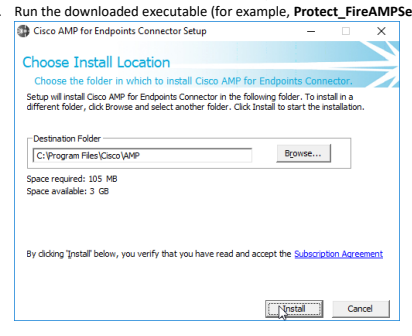 . Run the downloaded executable (for example, Protect_FireAMPSe
Cisco AMP for Endpoints Connector Setup
Choose Install Location
Choose the folder in which to install Cisco AMP for Endpoints Connector.
Setup will install Cisco AMP for Endpoints Connector in the following folder. To install in a
different folder, click Browse and select another folder. Click Install to start the installation.
Destination Folder
C:\Program Files\Cisco\AMP
Browse...
Space required: 105 MB
Space available: 3 GB
By clicking 'Install' below, you verify that you have read and accept the Subscription Agreement
Install
Cancel